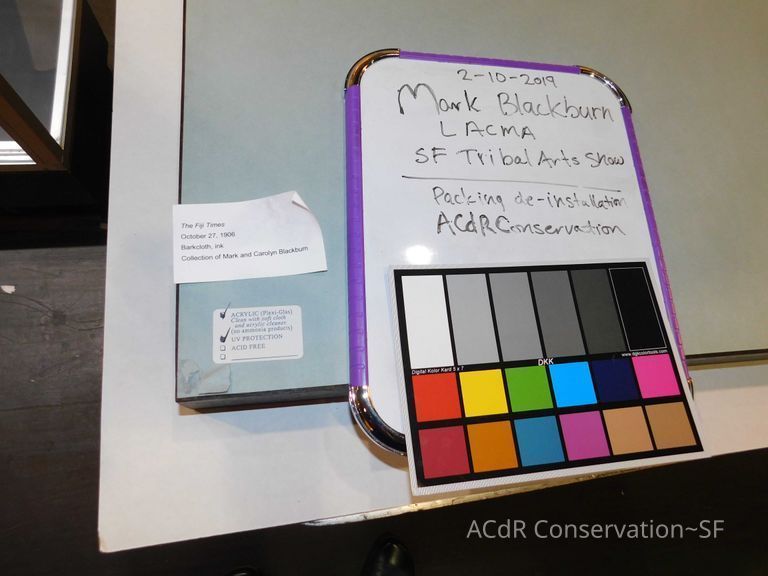 2-10-2019
Mark Blackburn
LACMA
SF Tribal Arts Show
Packing de-installation
ACdR Conservation
The Fiji Times
October 27, 1906
Barkcloth, ink
Collection of Mark and Carolyn Blackburn
ACRYLIC (Plexi-Glas)
Clean with soft cloth
and acrylic cleaner
(no ammonia products)
UV PROTECTION
ACID FREE
DKK
www.dgkcolortools.com
Digital Kolor Kard 5 x 7
ACdR Conservation~SF